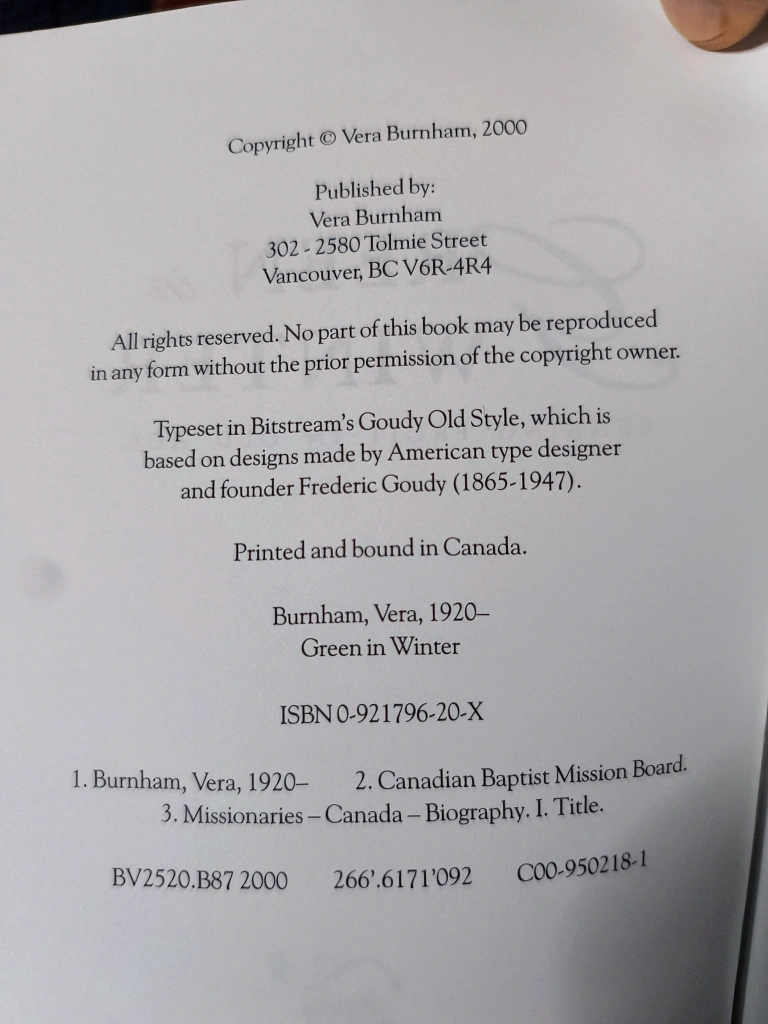 Copyright © Vera Burnham, 2000
Published by:
Vera Burnham
302 - 2580 Tolmie Street
Vancouver, BC V6R-4R4
All rights reserved. No part of this book may be reproduced
in any form without the prior permission of the copyright owner.
Typeset in Bitstream's Goudy Old Style, which is
based on designs made by American type designer
and founder Frederic Goudy (1865-1947).
Printed and bound in Canada.
Burnham, Vera, 1920–
Green in Winter
ISBN 0-921796-20-X
1. Burnham, Vera, 1920– 2. Canadian Baptist Mission Board.
3. Missionaries – Canada – Biography. I. Title.
BV2520.B87 2000 266'.6171'092 C00-950218-1